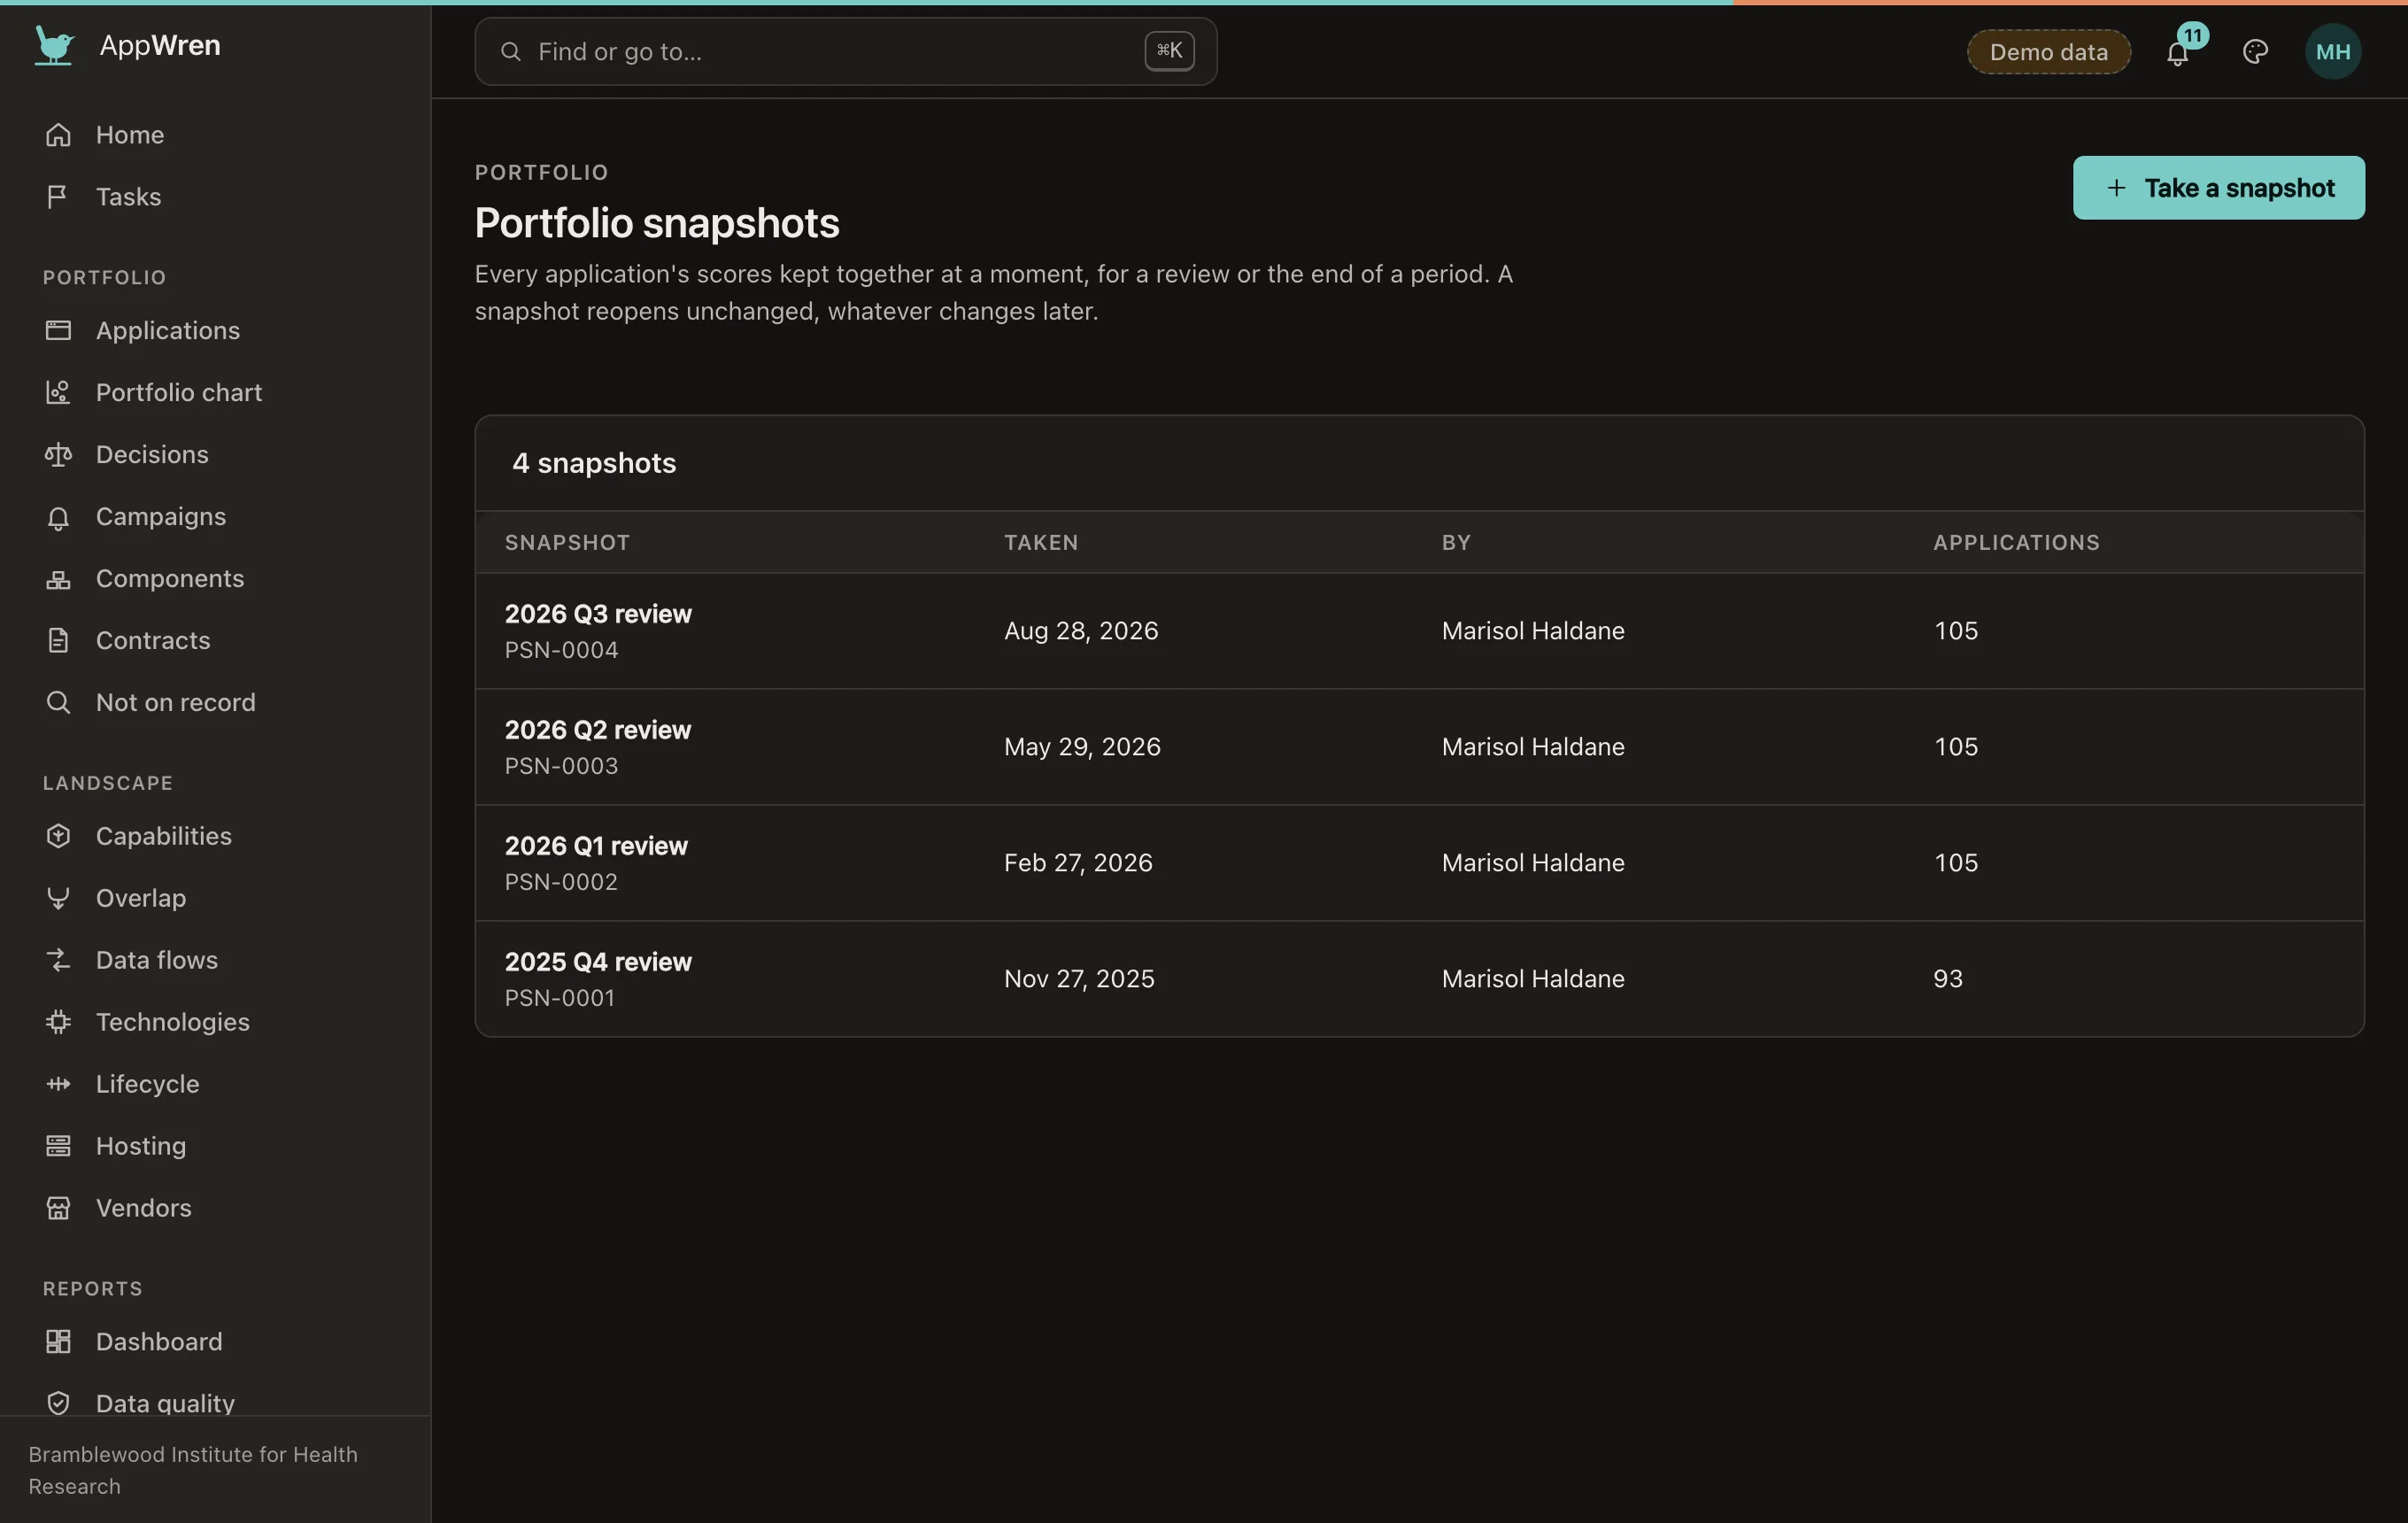 AppWren
Find or go to...
⌘K
Demo data
11
MH
Home
Tasks
PORTFOLIO
Applications
Portfolio chart
Decisions
Campaigns
Components
Contracts
Not on record
LANDSCAPE
Capabilities
Overlap
Data flows
Technologies
Lifecycle
Hosting
Vendors
REPORTS
Dashboard
Data quality
Bramblewood Institute for Health
Research
PORTFOLIO
Portfolio snapshots
Every application's scores kept together at a moment, for a review or the end of a period. A
snapshot reopens unchanged, whatever changes later.
+ Take a snapshot
4 snapshots
SNAPSHOT TAKEN BY APPLICATIONS
2026 Q3 review
PSN-0004
Aug 28, 2026 Marisol Haldane 105
2026 Q2 review
PSN-0003
May 29, 2026 Marisol Haldane 105
2026 Q1 review
PSN-0002
Feb 27, 2026 Marisol Haldane 105
2025 Q4 review
PSN-0001
Nov 27, 2025 Marisol Haldane 93